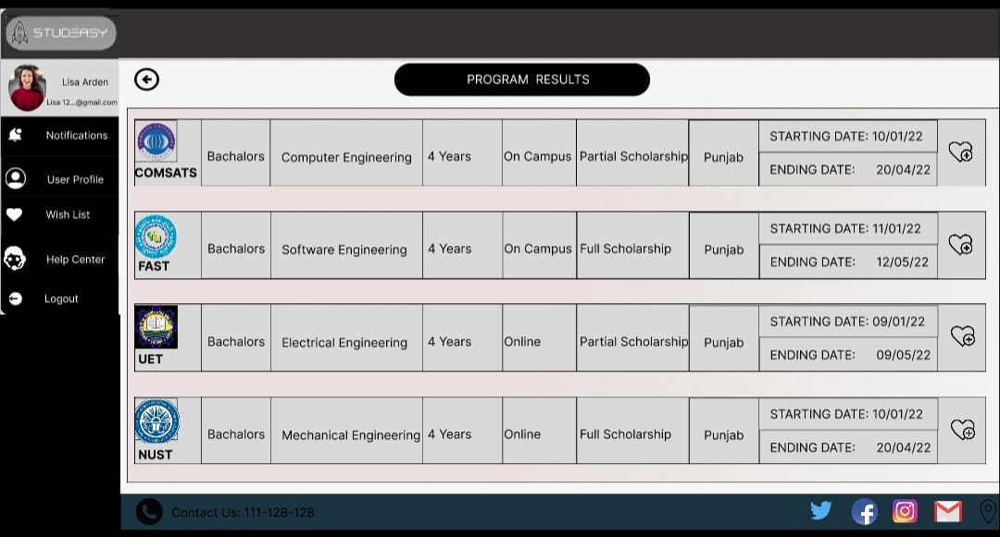 STUDEASY
Lisa Arden
Lisa 12...@gmail.com
Notifications
User Profile
Wish List
Help Center
Logout
PROGRAM RESULTS
COMSATS Bachalors Computer Engineering 4 Years On Campus Partial Scholarship Punjab STARTING DATE: 10/01/22
ENDING DATE: 20/04/22
FAST Bachalors Software Engineering 4 Years On Campus Full Scholarship Punjab STARTING DATE: 11/01/22
ENDING DATE: 12/05/22
UET Bachalors Electrical Engineering 4 Years Online Partial Scholarship Punjab STARTING DATE: 09/01/22
ENDING DATE: 09/05/22
NUST Bachalors Mechanical Engineering 4 Years Online Full Scholarship Punjab STARTING DATE: 10/01/22
ENDING DATE: 20/04/22
Contact Us: 111-128-128